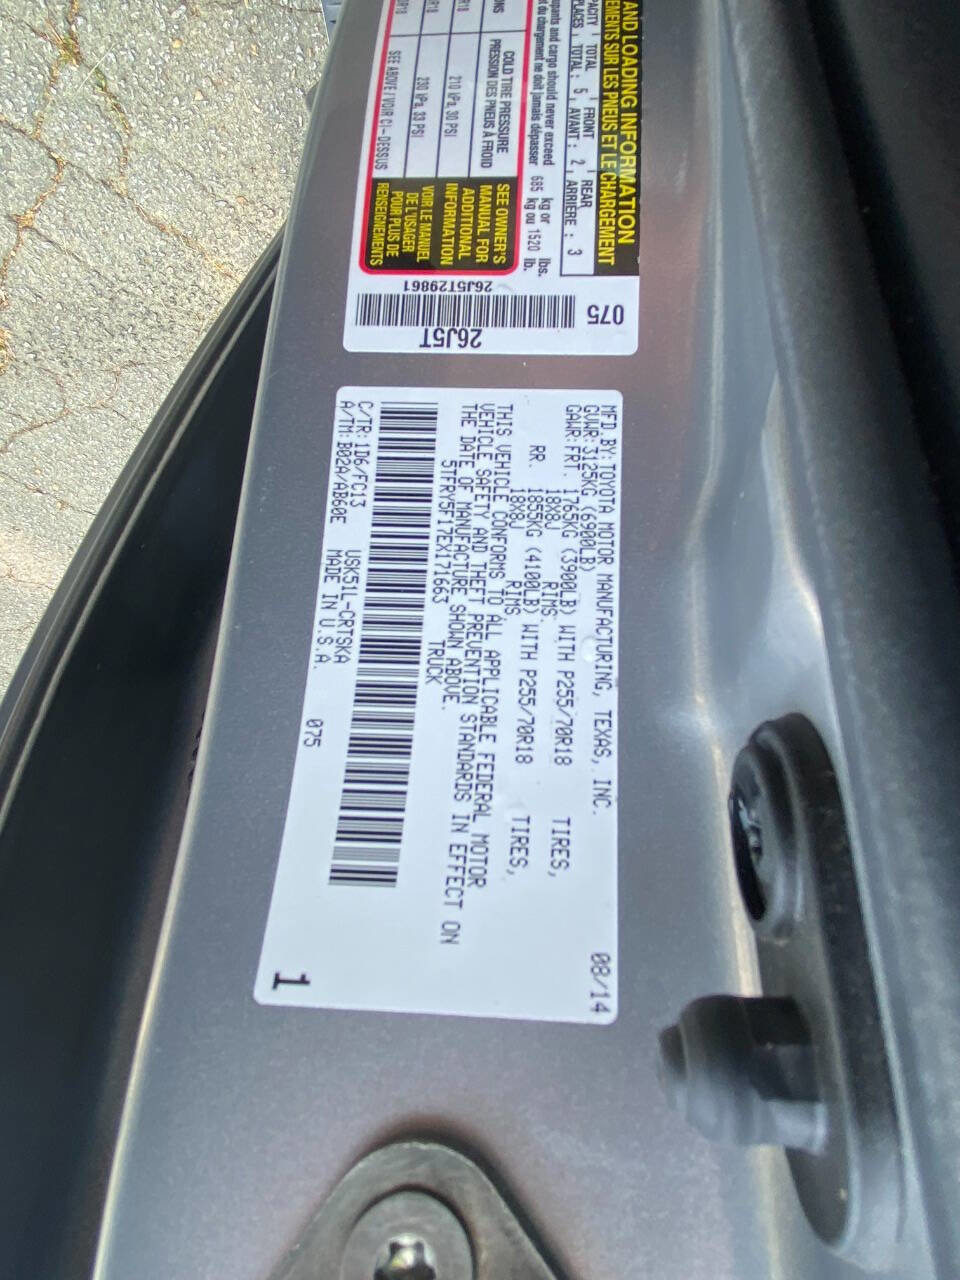 AND LOADING INFORMATION
EMENTS SUR LES PNEUS ET LE CHARGEMENT
PACITY TOTAL FRONT REAR
PLACES TOTAL : 5, AVANT : 2, ARRIÈRE : 3
upants and cargo should never exceed 685 kg or lbs.
t du chargement ne doit jamais dépasser kg ou 1520 lb.
ONS COLD TIRE PRESSURE
PRESSION DES PNEUS À FROID
R18 210 kPa, 30 PSI
R18 230 kPa, 33 PSI
R18 SEE ABOVE / VOIR CI-DESSUS
SEE OWNER'S
MANUAL FOR
ADDITIONAL
INFORMATION
VOIR LE MANUEL
DE L'USAGER
POUR PLUS DE
RENSEIGNEMENTS
26J5T29861
26J5T
075
MFD BY: TOYOTA MOTOR MANUFACTURING, TEXAS, INC. 08/14
GVWR: 3125KG (6900LB)
GAWR: FRT. 1765KG (3900LB) WITH P255/70R18 TIRES,
18X8J RIMS.
RR. 1855KG (4100LB) WITH P255/70R18 TIRES,
18X8J RIMS.
THIS VEHICLE CONFORMS TO ALL APPLICABLE FEDERAL MOTOR
VEHICLE SAFETY AND THEFT PREVENTION STANDARDS IN EFFECT ON
THE DATE OF MANUFACTURE SHOWN ABOVE.
5TFRY5F17EX171663 TRUCK
C/TR: 1D6/FC13 USK51L-CRTSKA
A/TM: B02A/AB60E MADE IN U.S.A. 075
1